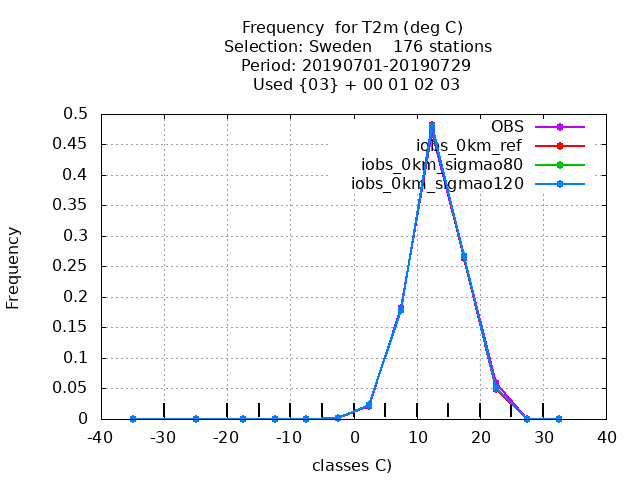 Frequency  for T2m (deg C)
Selection: Sweden    176 stations
Period: 20190701-20190729
Used {03} + 00 01 02 03
Frequency
0.5
0.45
0.4
0.35
0.3
0.25
0.2
0.15
0.1
0.05
0
OBS
iobs_0km_ref
iobs_0km_sigmao80
iobs_0km_sigmao120
-40 -30 -20 -10 0 10 20 30 40
classes C)